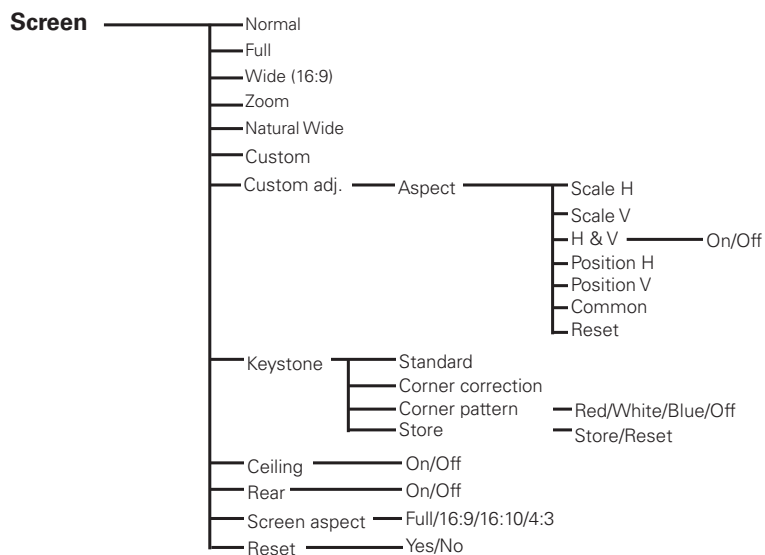 Screen
Normal
Full
Wide (16:9)
Zoom
Natural Wide
Custom
Custom adj.
Aspect
Scale H
Scale V
H & V
On/Off
Position H
Position V
Common
Reset
Keystone
Standard
Corner correction
Corner pattern
Red/White/Blue/Off
Store
Store/Reset
Ceiling
On/Off
Rear
On/Off
Screen aspect
Full/16:9/16:10/4:3
Reset
Yes/No